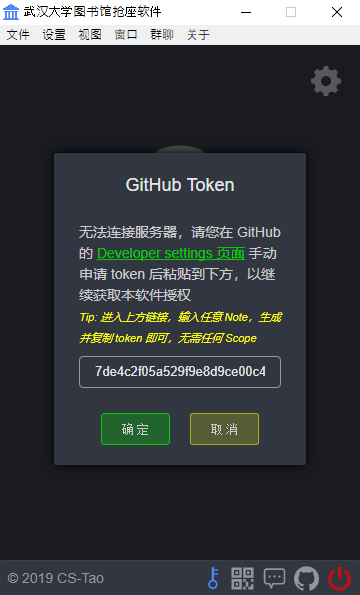 武汉大学图书馆抢座软件
文件 设置 视图 窗口 群聊 关于
GitHub Token
无法连接服务器，请您在 GitHub
的 Developer settings 页面 手动
申请 token 后粘贴到下方，以继
续获取本软件授权
Tip: 进入上方链接，输入任意 Note，生成
并复制 token 即可，无需任何 Scope
7de4c2f05a529f9e8d9ce00c4
确定 取消
© 2019 CS-Tao